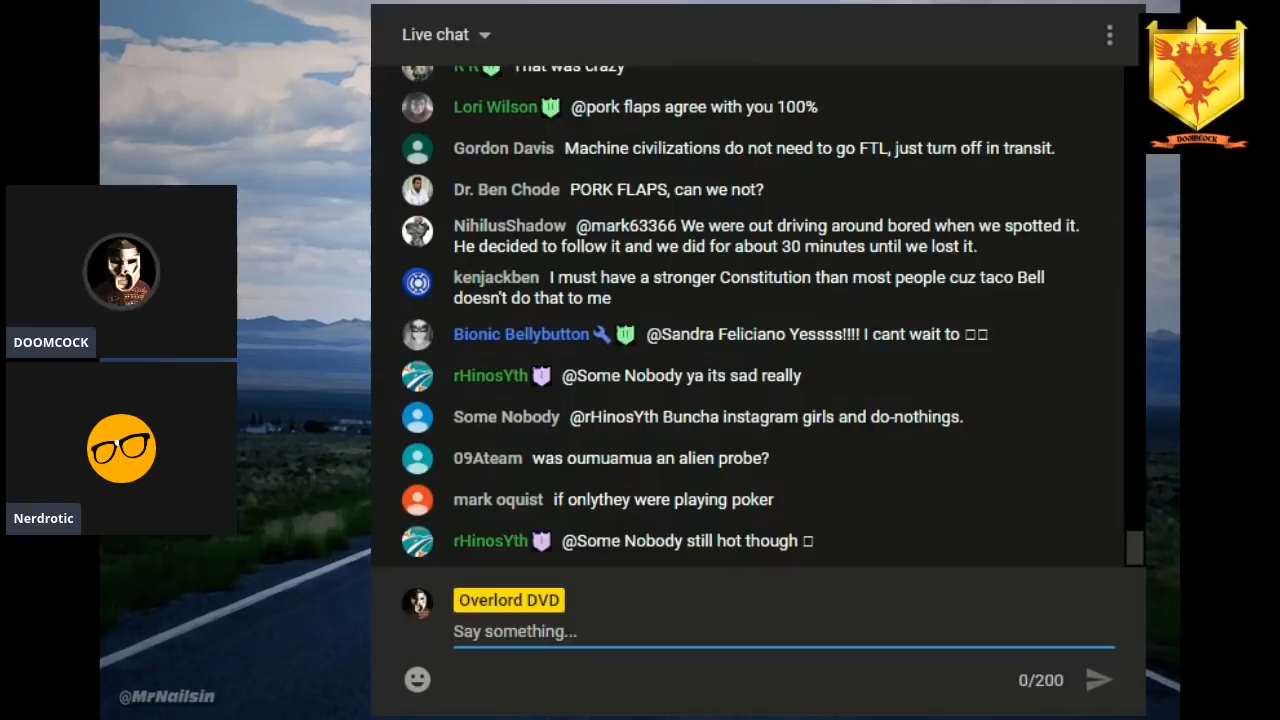 Live chat
R R That was crazy
Lori Wilson @pork flaps agree with you 100%
Gordon Davis Machine civilizations do not need to go FTL, just turn off in transit.
Dr. Ben Chode PORK FLAPS, can we not?
NihilusShadow @mark63366 We were out driving around bored when we spotted it.
He decided to follow it and we did for about 30 minutes until we lost it.
kenjackben I must have a stronger Constitution than most people cuz taco Bell
doesn't do that to me
Bionic Bellybutton @Sandra Feliciano Yessss!!!! I cant wait to
rHinosYth @Some Nobody ya its sad really
Some Nobody @rHinosYth Buncha instagram girls and do-nothings.
09Ateam was oumuamua an alien probe?
mark oquist if onlythey were playing poker
rHinosYth @Some Nobody still hot though
Overlord DVD
Say something...
0/200
DOOMCOCK
Nerdrotic
DOOMCOCK
@MrNailsin